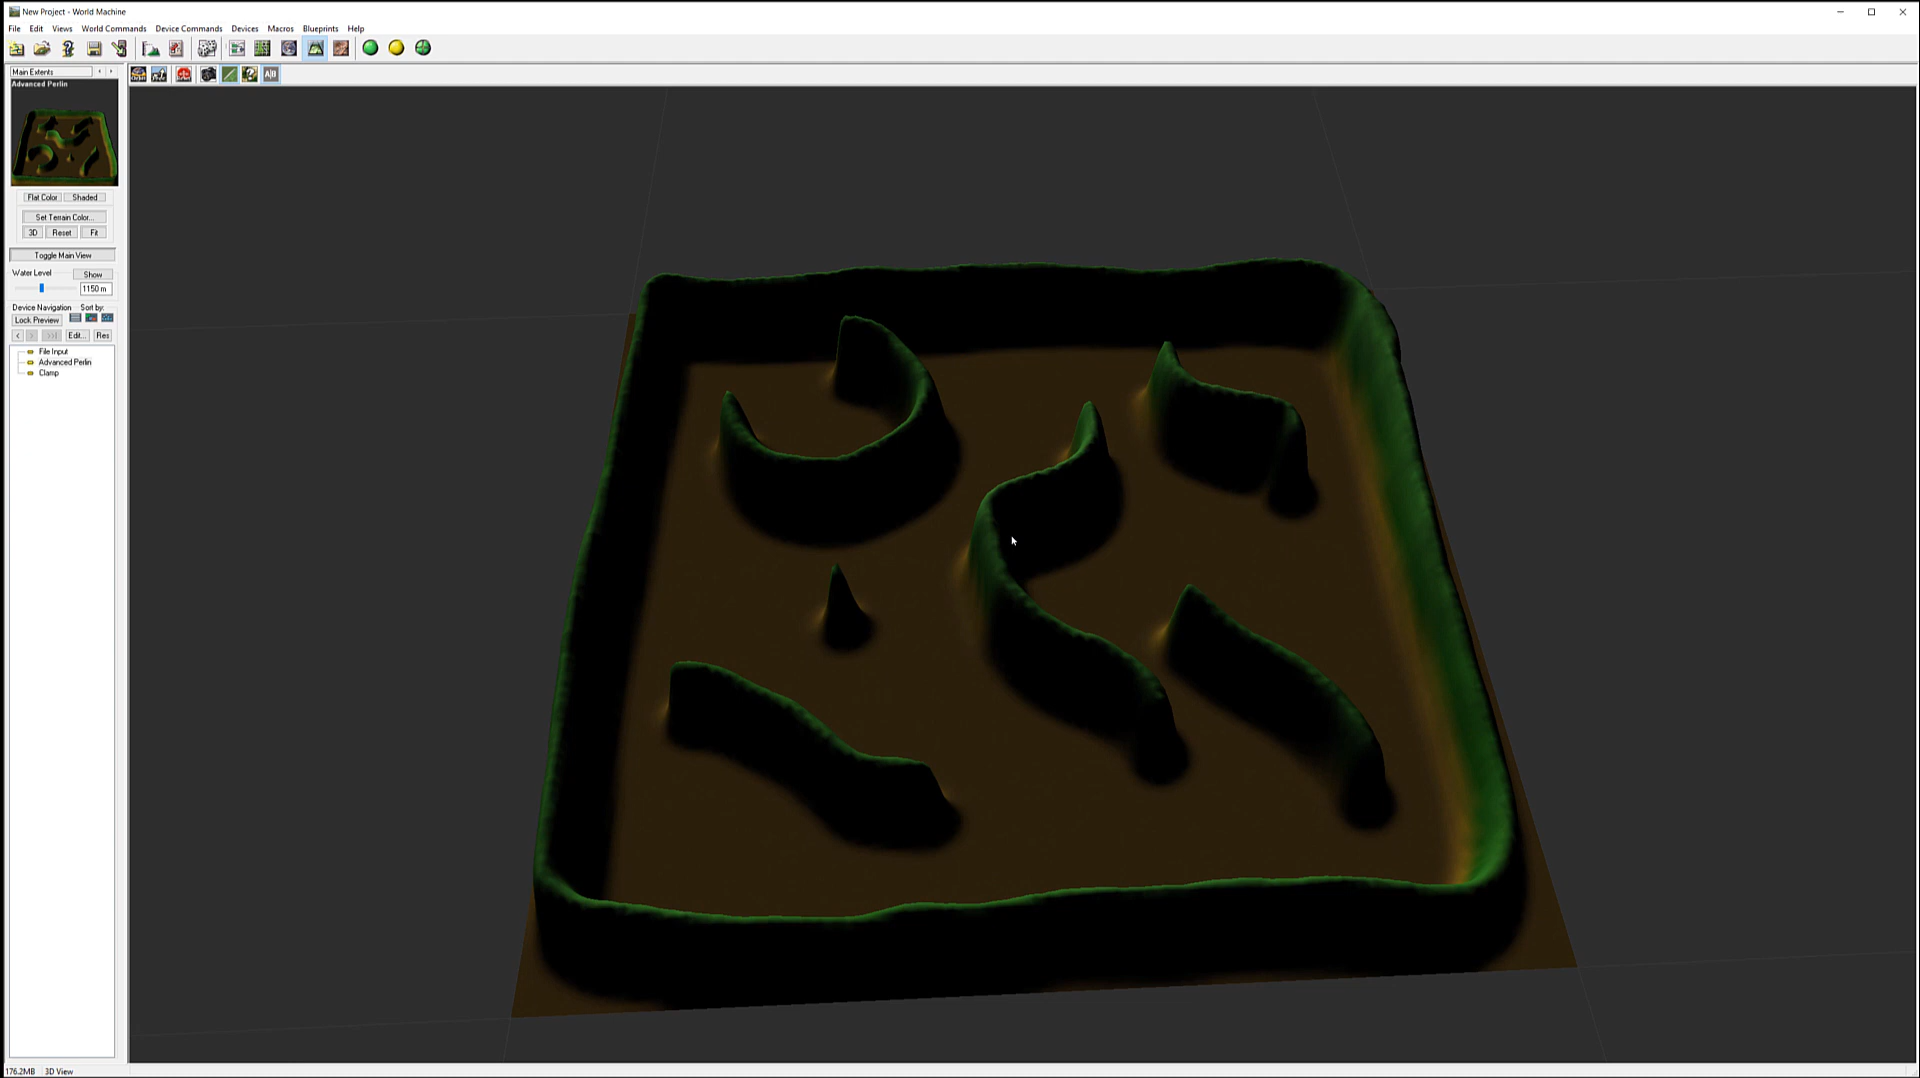 New Project - World Machine
File Edit Views World Commands Device Commands Devices Macros Blueprints Help
Main Extents
Advanced Perlin
Flat Color Shaded
Set Terrain Color...
3D Reset Fit
Toggle Main View
Water Level Show
1150 m
Device Navigation Sort by:
Lock Preview
Edit... Res
File Input
Advanced Perlin
Clamp
176.2MB 3D View